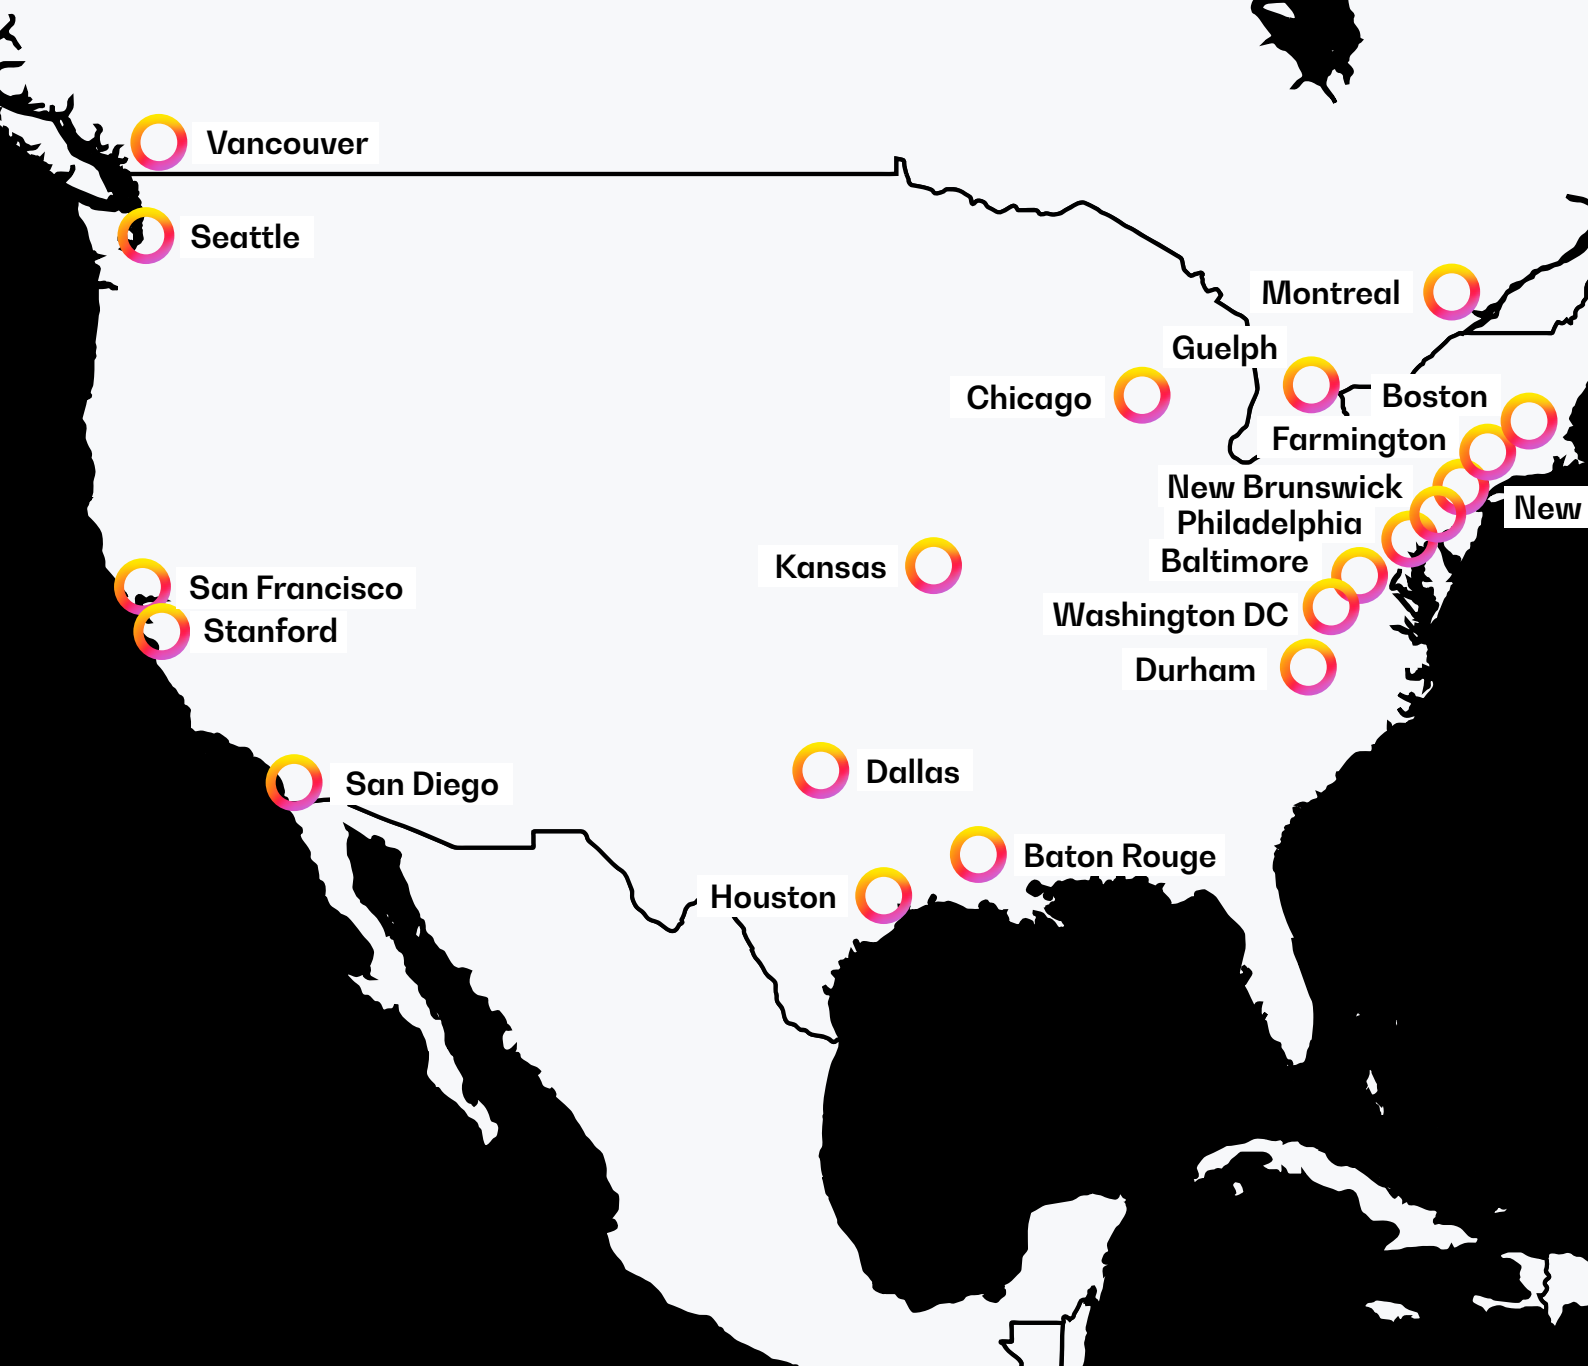 Vancouver
Seattle
Montreal
Guelph
Chicago
Boston
Farmington
New Brunswick
New
Philadelphia
Baltimore
Kansas
San Francisco
Washington DC
Stanford
Durham
Dallas
San Diego
Baton Rouge
Houston